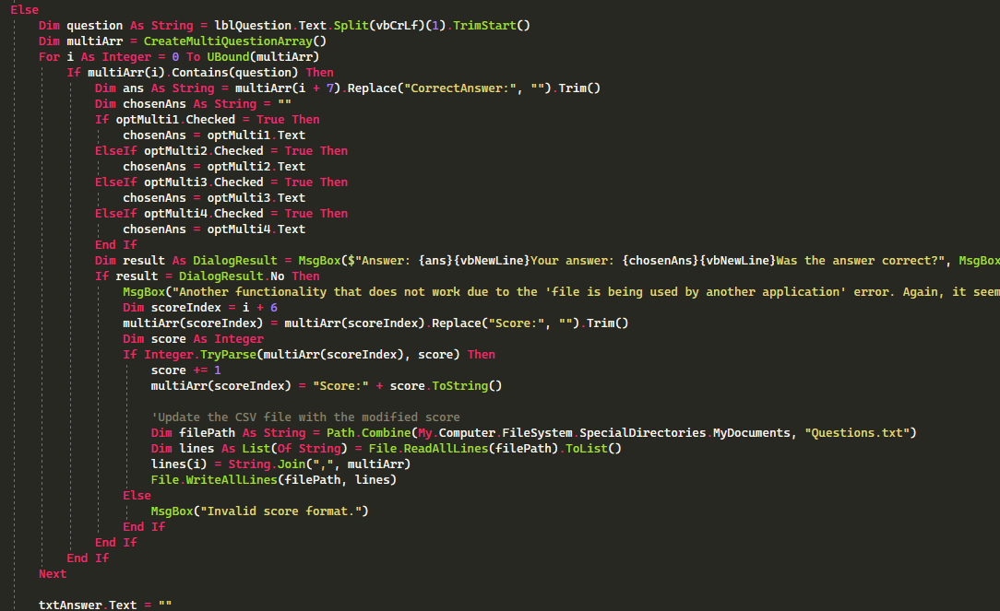 Else
Dim question As String = lblQuestion.Text.Split(vbCrLf)(1).TrimStart()
Dim multiArr = CreateMultiQuestionArray()
For i As Integer = 0 To UBound(multiArr)
If multiArr(i).Contains(question) Then
Dim ans As String = multiArr(i + 7).Replace("CorrectAnswer:", "").Trim()
Dim chosenAns As String = ""
If optMulti1.Checked = True Then
chosenAns = optMulti1.Text
ElseIf optMulti2.Checked = True Then
chosenAns = optMulti2.Text
ElseIf optMulti3.Checked = True Then
chosenAns = optMulti3.Text
ElseIf optMulti4.Checked = True Then
chosenAns = optMulti4.Text
End If
Dim result As DialogResult = MsgBox($"Answer: {ans}{vbNewLine}Your answer: {chosenAns}{vbNewLine}Was the answer correct?", MsgBox
If result = DialogResult.No Then
MsgBox("Another functionality that does not work due to the 'file is being used by another application' error. Again, it seem
Dim scoreIndex = i + 6
multiArr(scoreIndex) = multiArr(scoreIndex).Replace("Score:", "").Trim()
Dim score As Integer
If Integer.TryParse(multiArr(scoreIndex), score) Then
score += 1
multiArr(scoreIndex) = "Score:" + score.ToString()
'Update the CSV file with the modified score
Dim filePath As String = Path.Combine(My.Computer.FileSystem.SpecialDirectories.MyDocuments, "Questions.txt")
Dim lines As List(Of String) = File.ReadAllLines(filePath).ToList()
lines(i) = String.Join(",", multiArr)
File.WriteAllLines(filePath, lines)
Else
MsgBox("Invalid score format.")
End If
End If
End If
Next
txtAnswer.Text = ""